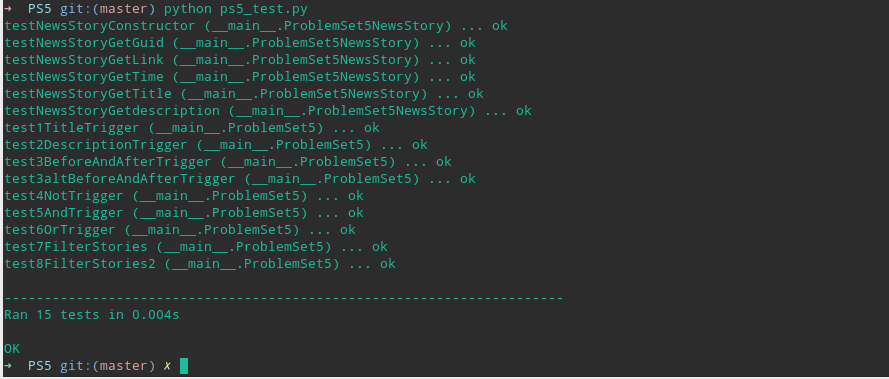 → PS5 git:(master) python ps5_test.py
testNewsStoryConstructor (__main__.ProblemSet5NewsStory) ... ok
testNewsStoryGetGuid (__main__.ProblemSet5NewsStory) ... ok
testNewsStoryGetLink (__main__.ProblemSet5NewsStory) ... ok
testNewsStoryGetTime (__main__.ProblemSet5NewsStory) ... ok
testNewsStoryGetTitle (__main__.ProblemSet5NewsStory) ... ok
testNewsStoryGetdescription (__main__.ProblemSet5NewsStory) ... ok
test1TitleTrigger (__main__.ProblemSet5) ... ok
test2DescriptionTrigger (__main__.ProblemSet5) ... ok
test3BeforeAndAfterTrigger (__main__.ProblemSet5) ... ok
test3altBeforeAndAfterTrigger (__main__.ProblemSet5) ... ok
test4NotTrigger (__main__.ProblemSet5) ... ok
test5AndTrigger (__main__.ProblemSet5) ... ok
test6OrTrigger (__main__.ProblemSet5) ... ok
test7FilterStories (__main__.ProblemSet5) ... ok
test8FilterStories2 (__main__.ProblemSet5) ... ok
----------------------------------------------------------------------
Ran 15 tests in 0.004s
OK
→ PS5 git:(master) ✗